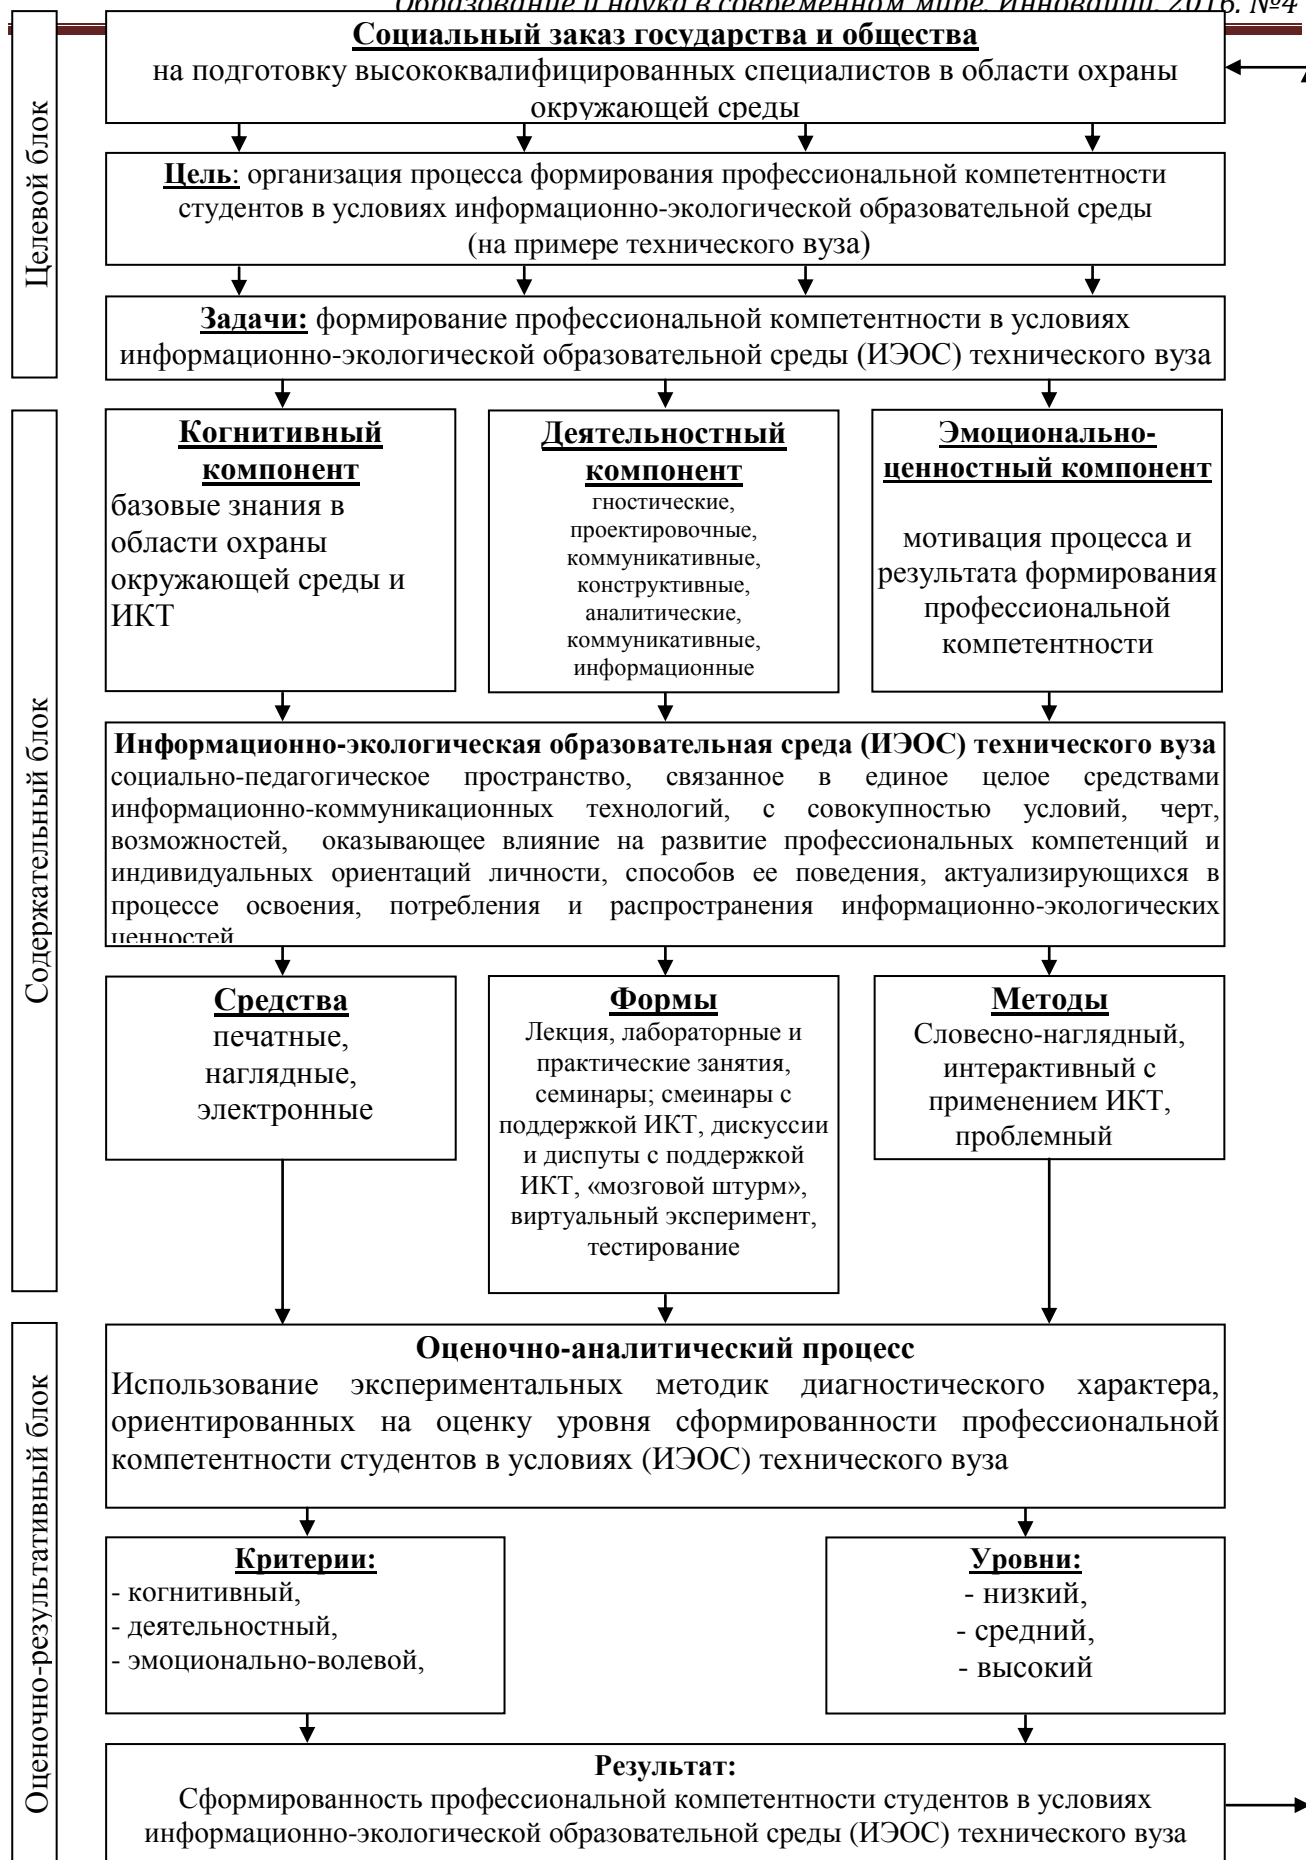 Образование и наука в современном мире. Инновации. 2016. №4
Целевой блок
Социальный заказ государства и общества
на подготовку высококвалифицированных специалистов в области охраны
окружающей среды
Цель: организация процесса формирования профессиональной компетентности
студентов в условиях информационно-экологической образовательной среды
(на примере технического вуза)
Задачи: формирование профессиональной компетентности в условиях
информационно-экологической образовательной среды (ИЭОС) технического вуза
Содержательный блок
Когнитивный
компонент
базовые знания в
области охраны
окружающей среды и
ИКТ
Деятельностный
компонент
гностические,
проектировочные,
коммуникативные,
конструктивные,
аналитические,
коммуникативные,
информационные
Эмоционально-
ценностный компонент
мотивация процесса и
результата формирования
профессиональной
компетентности
Информационно-экологическая образовательная среда (ИЭОС) технического вуза
социально-педагогическое пространство, связанное в единое целое средствами
информационно-коммуникационных технологий, с совокупностью условий, черт,
возможностей, оказывающее влияние на развитие профессиональных компетенций и
индивидуальных ориентаций личности, способов ее поведения, актуализирующихся в
процессе освоения, потребления и распространения информационно-экологических
ценностей
Средства
печатные,
наглядные,
электронные
Формы
Лекция, лабораторные и
практические занятия,
семинары; смеинары с
поддержкой ИКТ, дискуссии
и диспуты с поддержкой
ИКТ, «мозговой штурм»,
виртуальный эксперимент,
тестирование
Методы
Словесно-наглядный,
интерактивный с
применением ИКТ,
проблемный
Оценочно-результативный блок
Оценочно-аналитический процесс
Использование экспериментальных методик диагностического характера,
ориентированных на оценку уровня сформированности профессиональной
компетентности студентов в условиях (ИЭОС) технического вуза
Критерии:
- когнитивный,
- деятельностный,
- эмоционально-волевой,
Уровни:
- низкий,
- средний,
- высокий
Результат:
Сформированность профессиональной компетентности студентов в условиях
информационно-экологической образовательной среды (ИЭОС) технического вуза